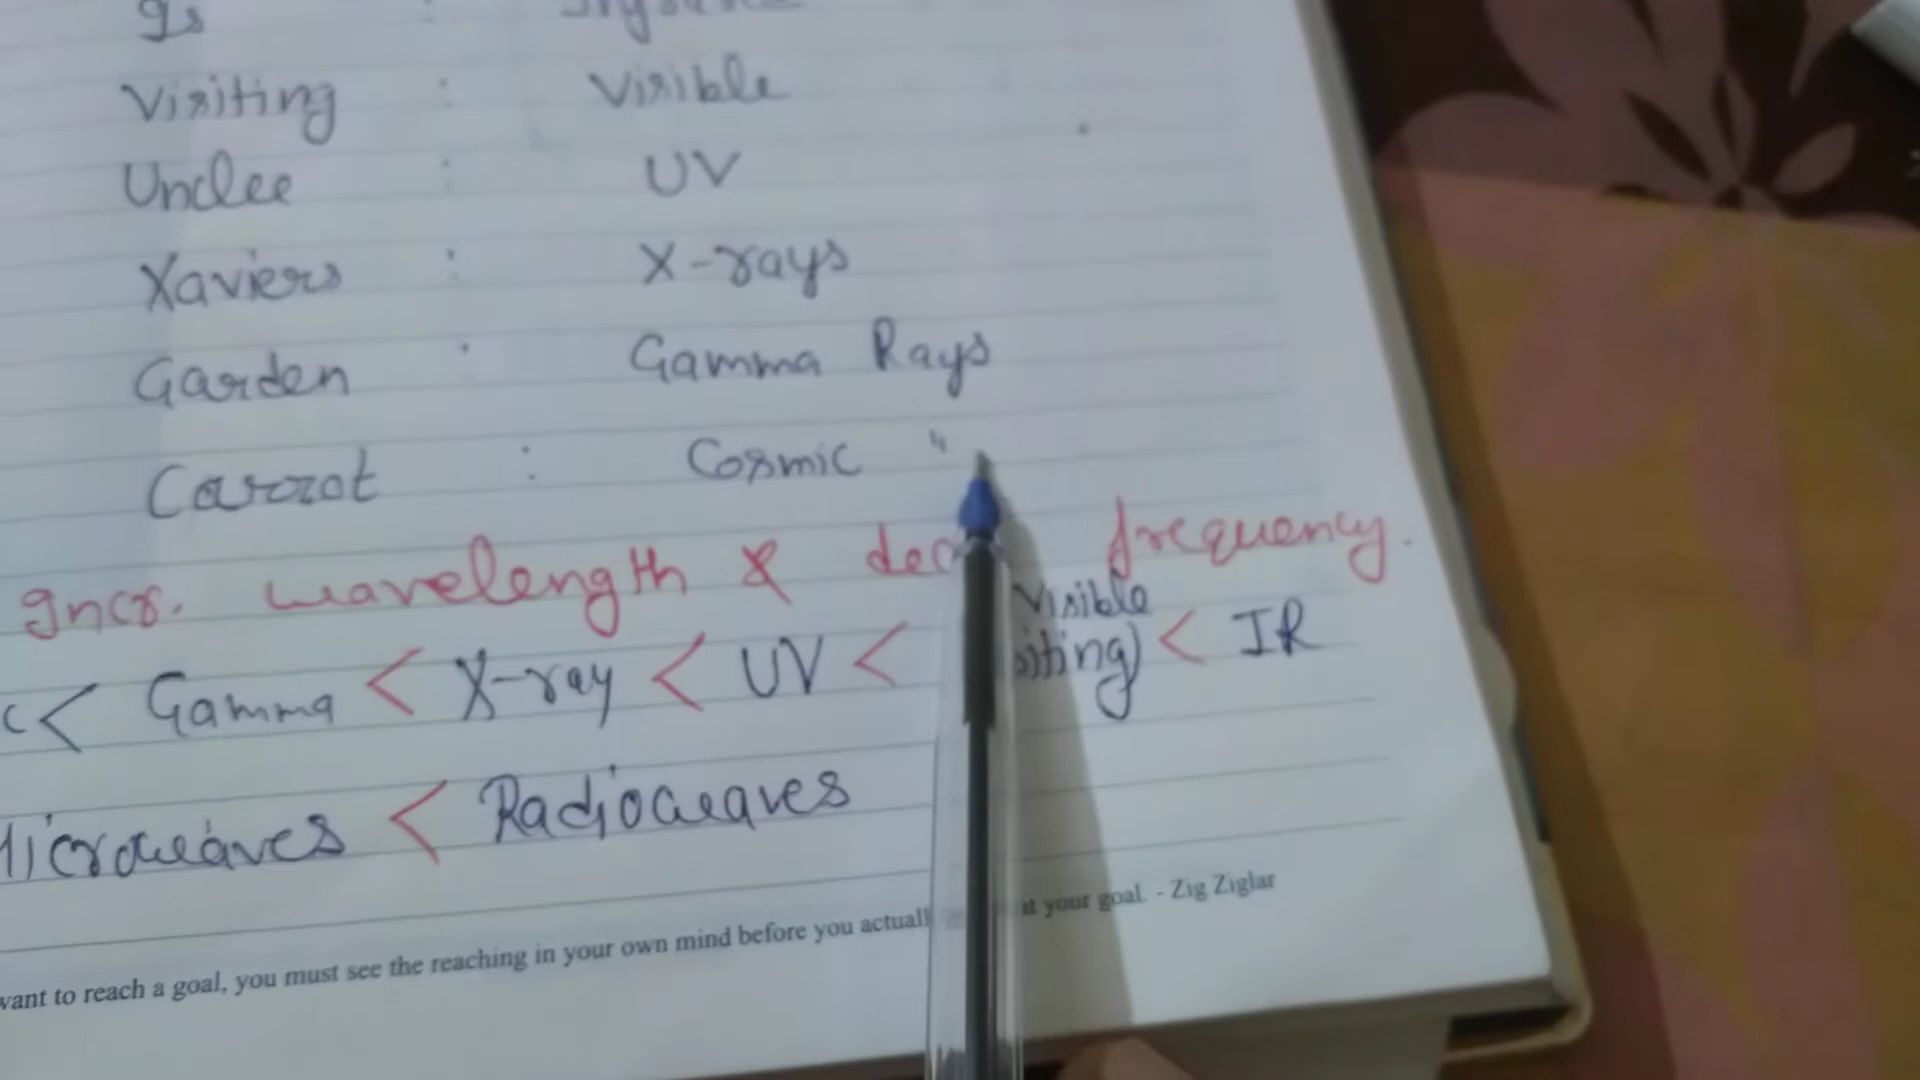 Is :
Visiting : Visible
Unclee : UV
Xaviers : X-rays
Garden : Gamma Rays
Carrot : Cosmic "
Incr. wavelength & frequency.
c < Gamma < X-ray < UV < Visible siting) < IR
Microwaves < Radiowaves
want to reach a goal, you must see the reaching in your own mind before you actuall at your goal. - Zig Ziglar